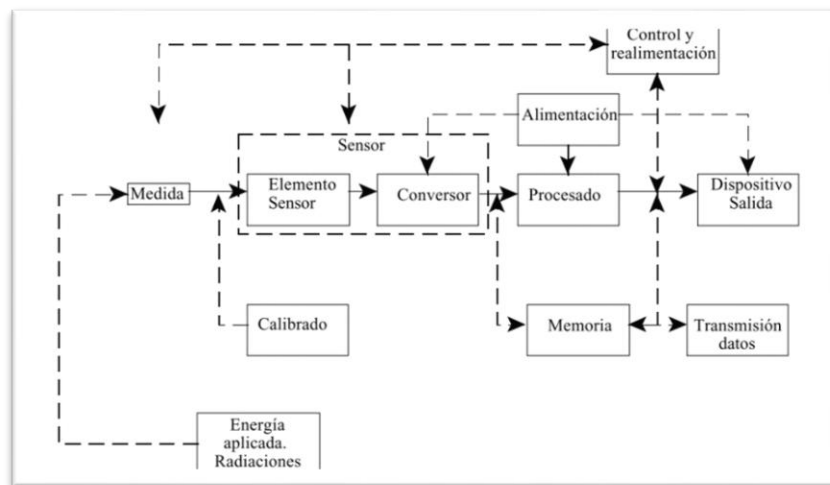 Control y
realimentación
Alimentación
Sensor
Medida
Elemento
Sensor
Conversor
Procesado
Dispositivo
Salida
Calibrado
Memoria
Transmisión
datos
Energía
aplicada.
Radiaciones